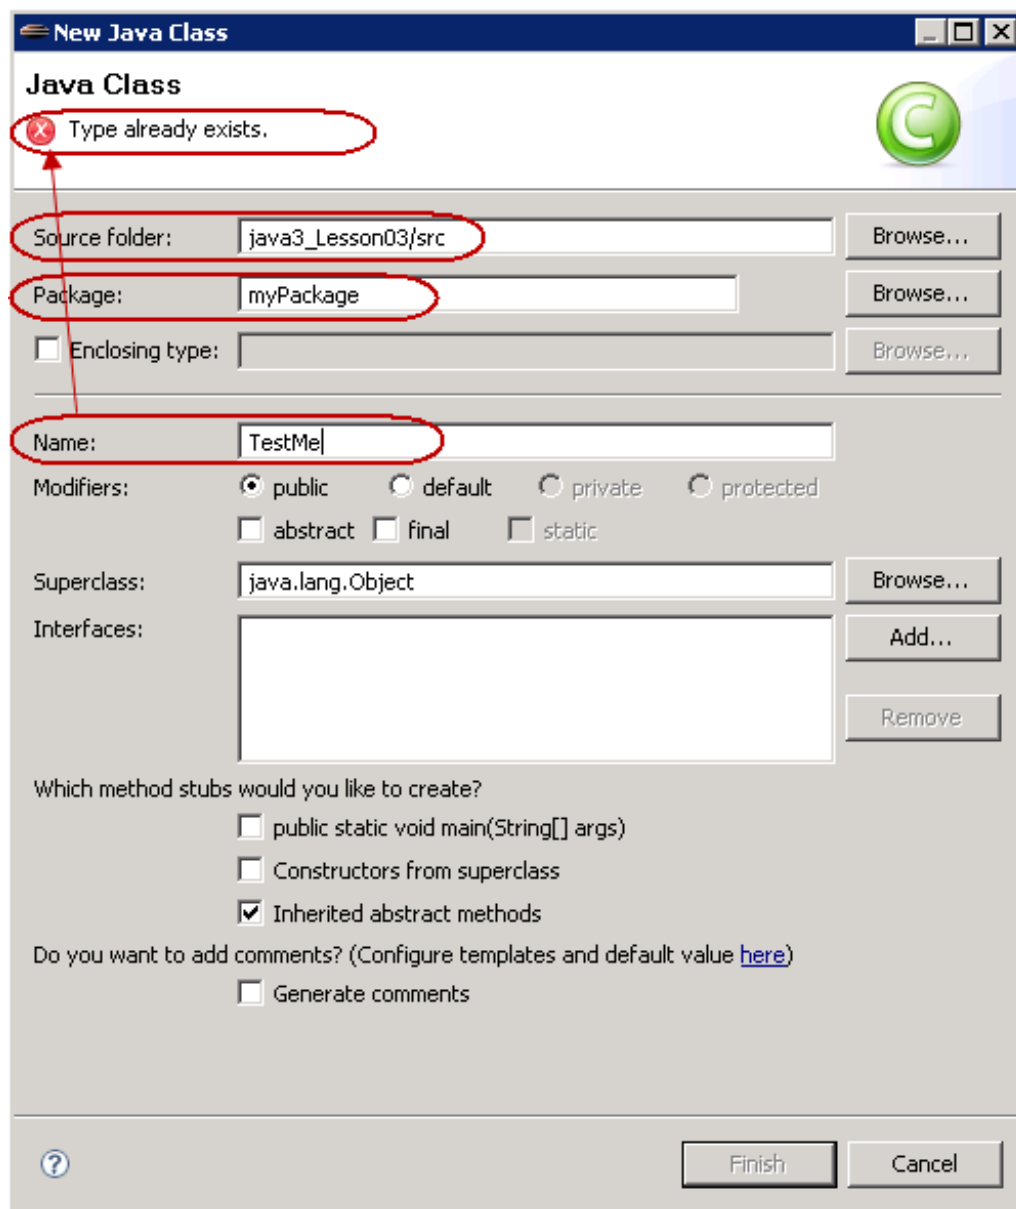 New Java Class
Java Class
Type already exists.
Source folder: java3_Lesson03/src Browse...
Package: myPackage Browse...
Enclosing type: Browse...
Name: TestMe
Modifiers: public default private protected
abstract final static
Superclass: java.lang.Object Browse...
Interfaces: Add...
Remove
Which method stubs would you like to create?
public static void main(String[] args)
Constructors from superclass
Inherited abstract methods
Do you want to add comments? (Configure templates and default value here)
Generate comments
Finish Cancel